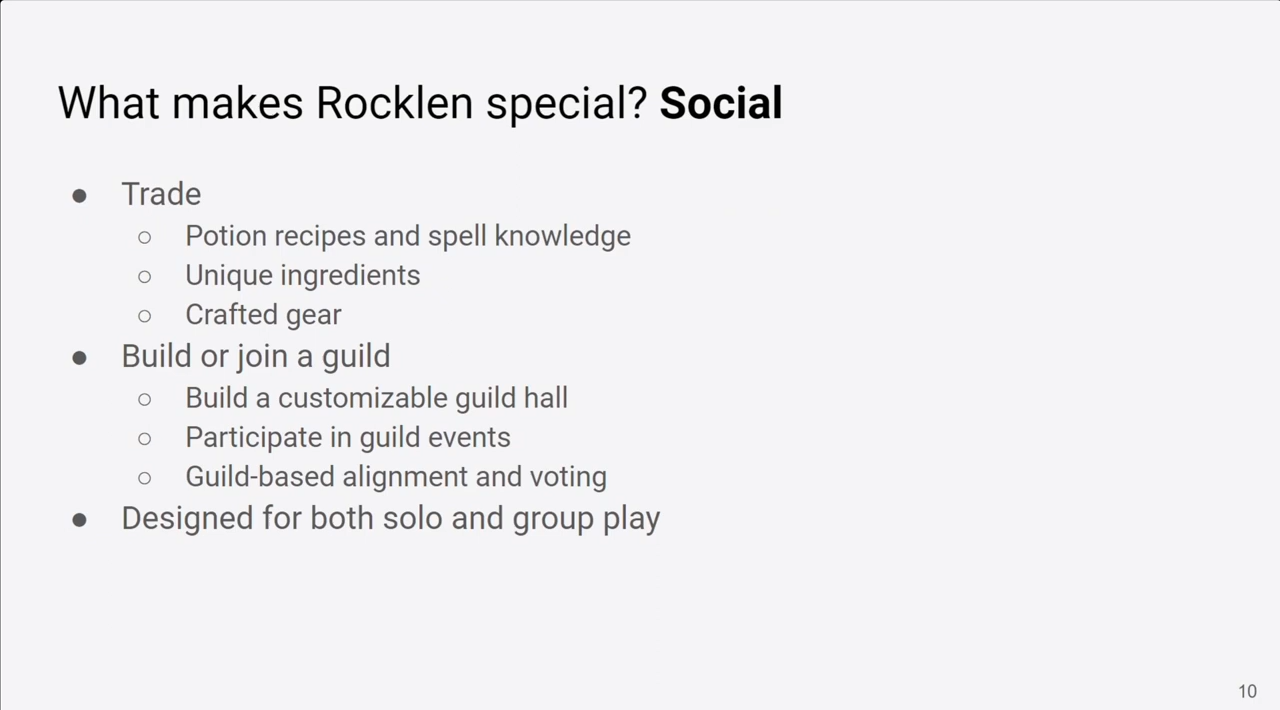 What makes Rocklen special? Social
● Trade
○ Potion recipes and spell knowledge
○ Unique ingredients
○ Crafted gear
● Build or join a guild
○ Build a customizable guild hall
○ Participate in guild events
○ Guild-based alignment and voting
● Designed for both solo and group play
10